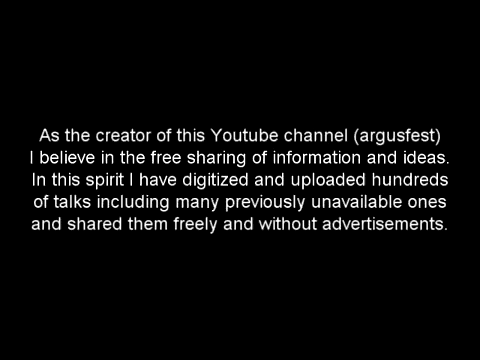 As the creator of this Youtube channel (argusfest)
I believe in the free sharing of information and ideas.
In this spirit I have digitized and uploaded hundreds
of talks including many previously unavailable ones
and shared them freely and without advertisements.